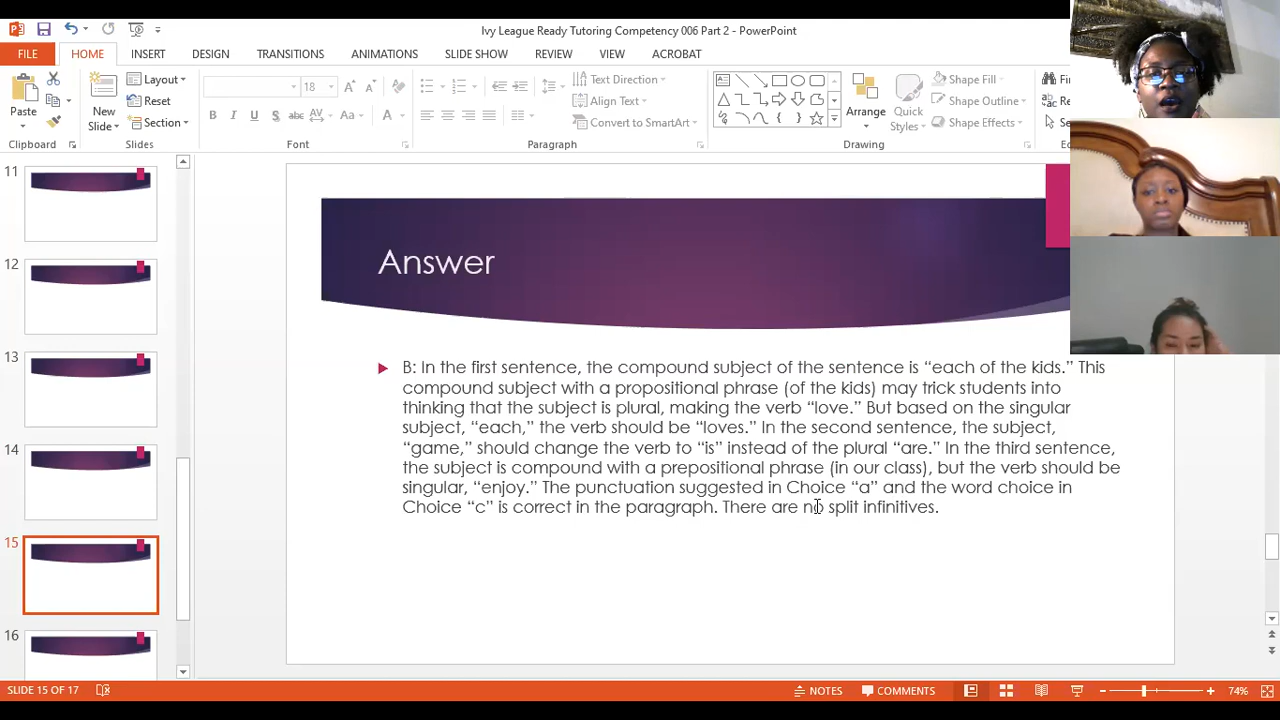 Ivy League Ready Tutoring Competency 006 Part 2 - PowerPoint
FILE HOME INSERT DESIGN TRANSITIONS ANIMATIONS SLIDE SHOW REVIEW VIEW ACROBAT
Paste
New
Slide
Layout
Reset
Section
18
B I U S abc AV Aa A
Text Direction
Align Text
Convert to SmartArt
Arrange
Quick
Styles
Shape Fill
Shape Outline
Shape Effects
Clipboard Slides Font Paragraph Drawing
11
12
13
14
15
16
Answer
B: In the first sentence, the compound subject of the sentence is “each of the kids.” This
compound subject with a propositional phrase (of the kids) may trick students into
thinking that the subject is plural, making the verb “love.” But based on the singular
subject, “each,” the verb should be “loves.” In the second sentence, the subject,
“game,” should change the verb to “is” instead of the plural “are.” In the third sentence,
the subject is compound with a prepositional phrase (in our class), but the verb should be
singular, “enjoy.” The punctuation suggested in Choice “a” and the word choice in
Choice “c” is correct in the paragraph. There are no split infinitives.
SLIDE 15 OF 17
NOTES COMMENTS 74%